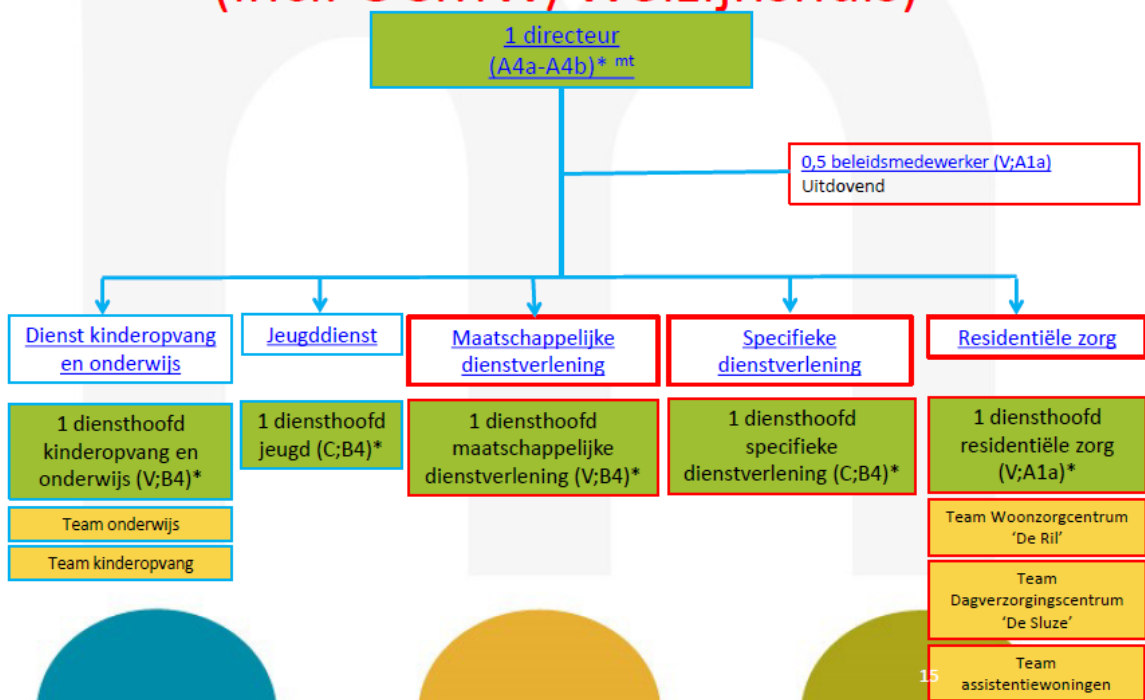 1 directeur
(A4a-A4b)* mt
0,5 beleidsmedewerker (V;A1a)
Uitdovend
Dienst kinderopvang
en onderwijs
Jeugddienst
Maatschappelijke
dienstverlening
Specifieke
dienstverlening
Residentiële zorg
1 diensthoofd
kinderopvang en
onderwijs (V;B4)*
1 diensthoofd
jeugd (C;B4)*
1 diensthoofd
maatschappelijke
dienstverlening (V;B4)*
1 diensthoofd
specifieke
dienstverlening (C;B4)*
1 diensthoofd
residentiële zorg
(V;A1a)*
Team onderwijs
Team kinderopvang
Team Woonzorgcentrum
‘De Ril’
Team
Dagverzorgingscentrum
‘De Sluze’
Team
assistentiewoningen
15